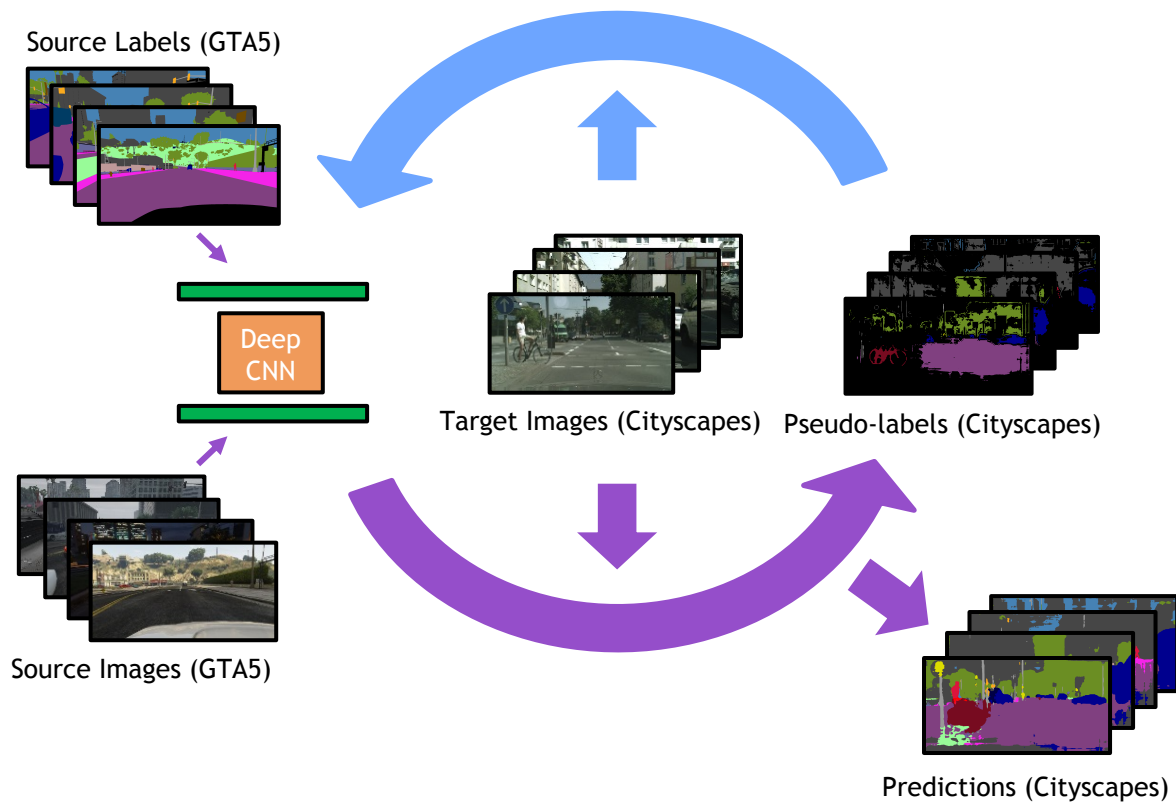 Source Labels (GTA5)
Deep
CNN
Target Images (Cityscapes)
Pseudo-labels (Cityscapes)
Source Images (GTA5)
Predictions (Cityscapes)